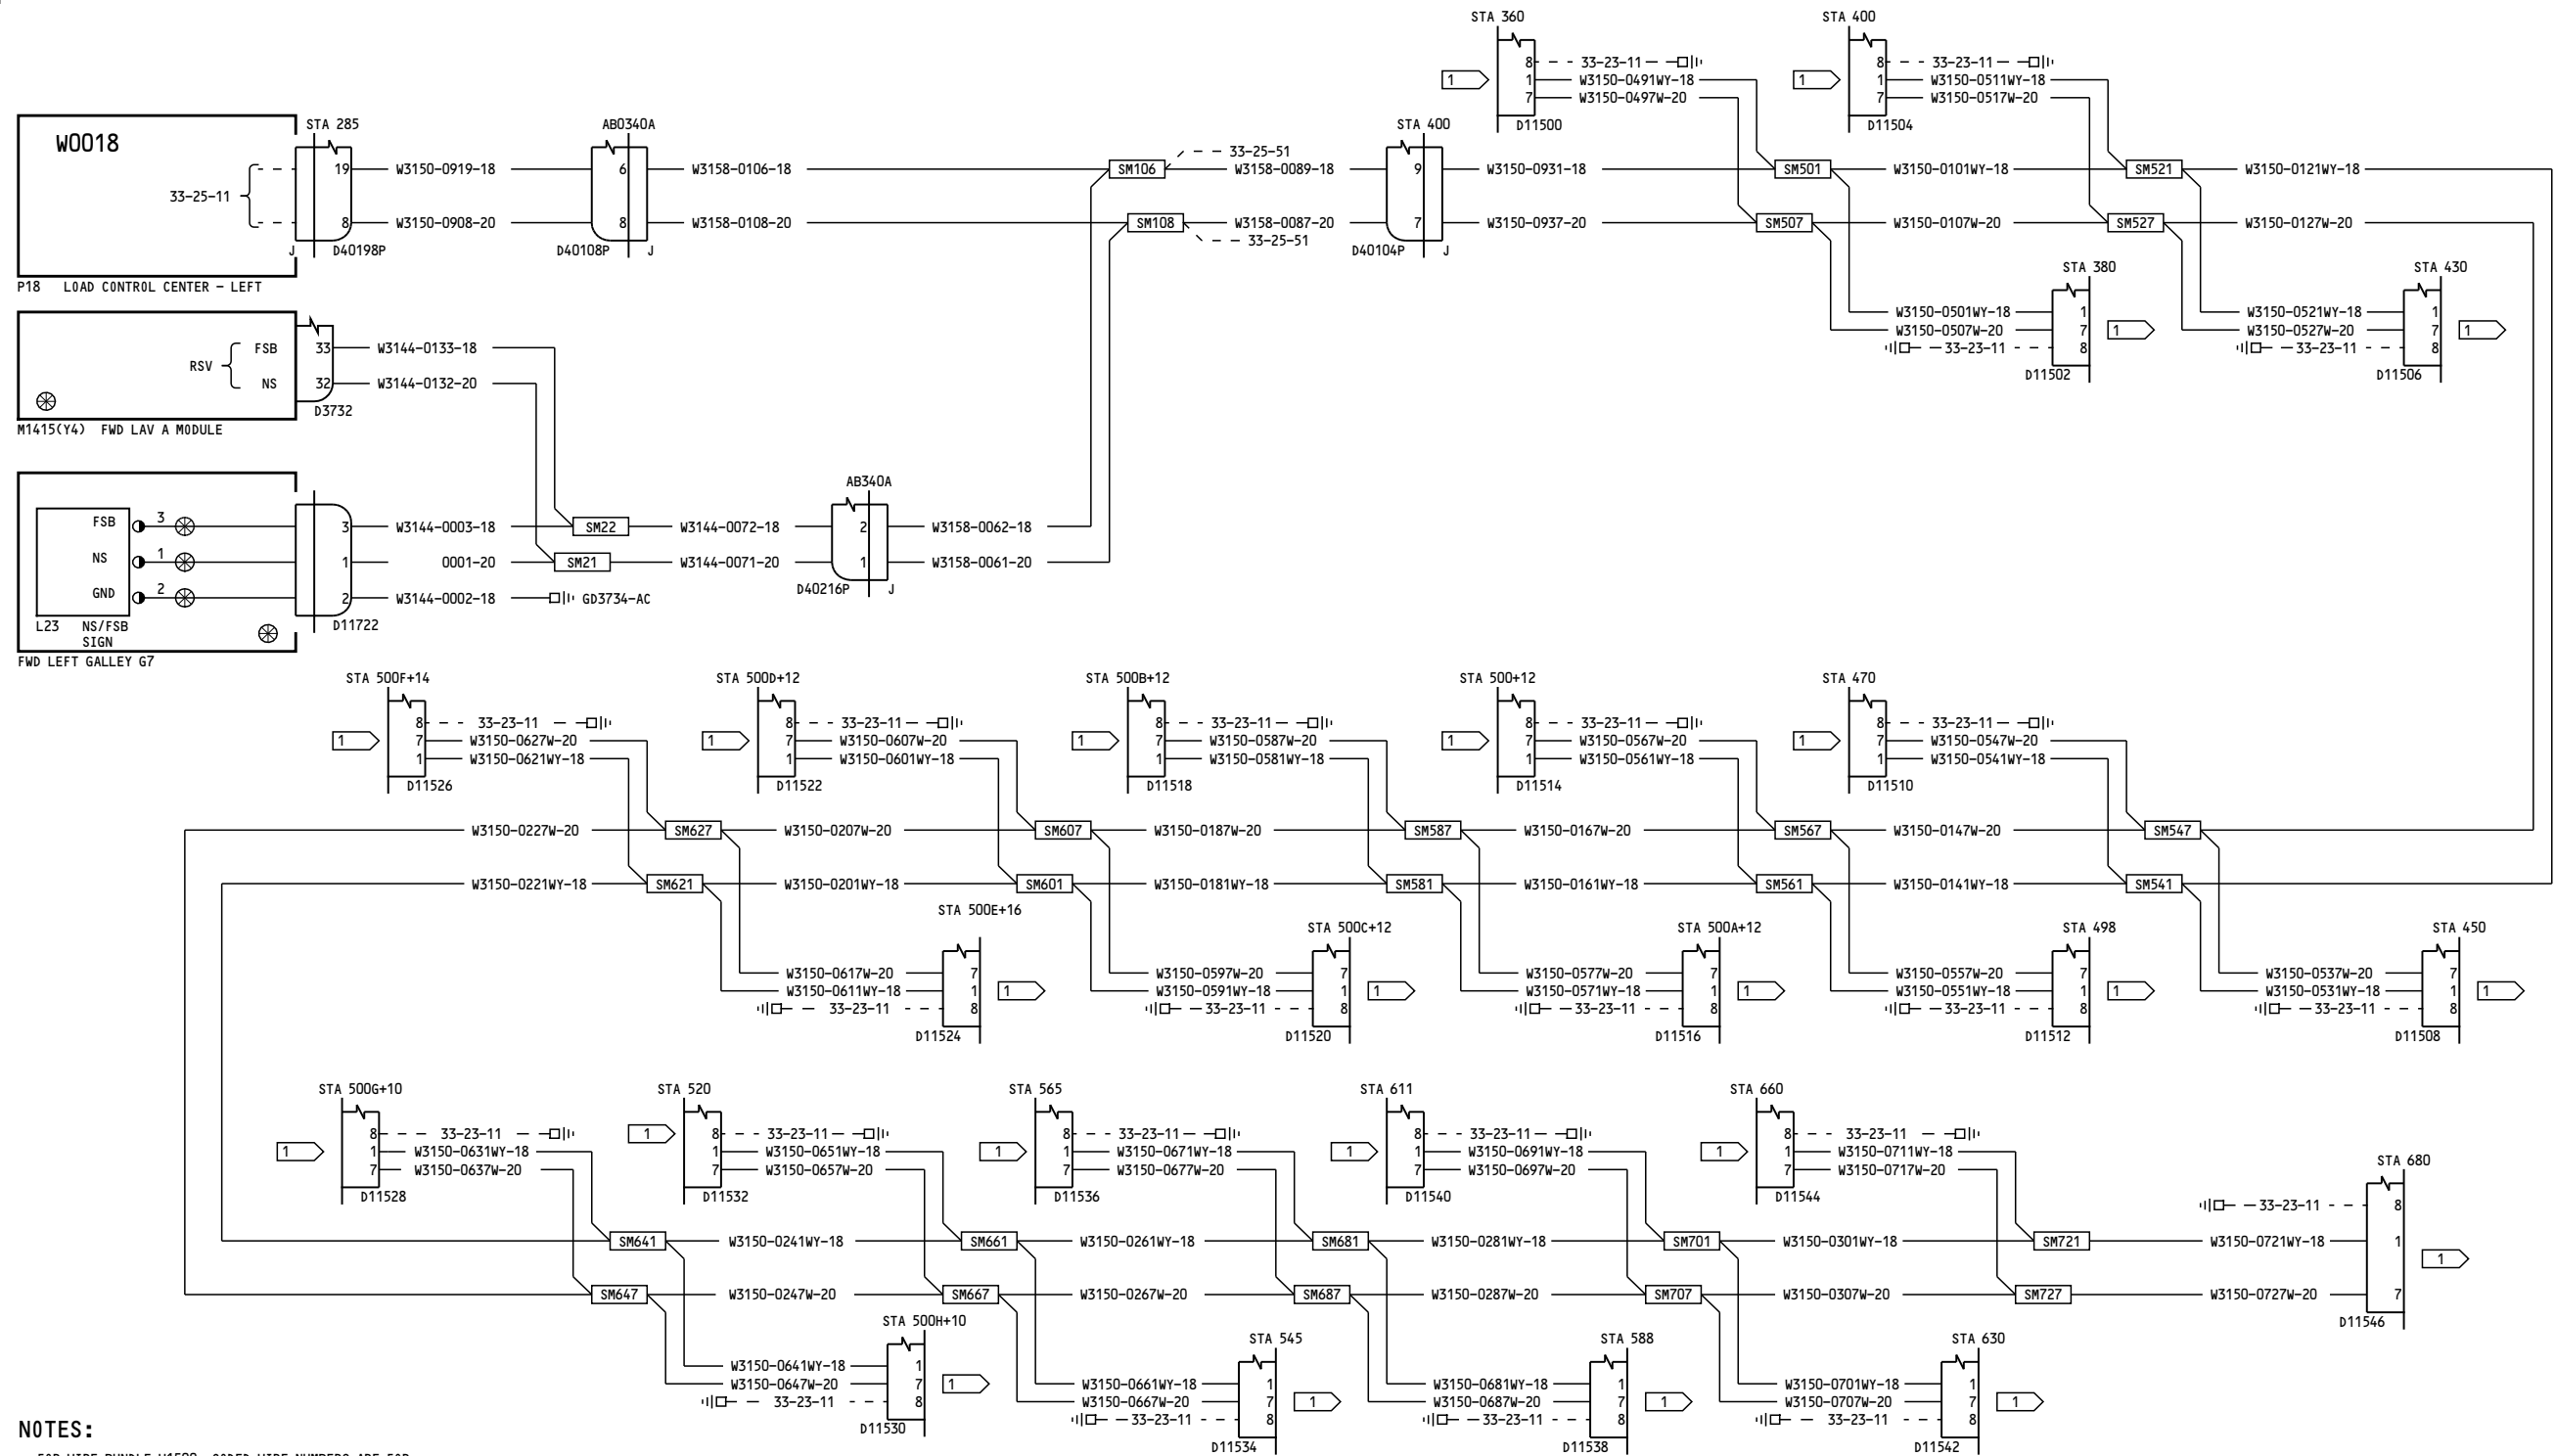 STA 360
STA 400
8 33-23-11
1 W3150-0491WY-18
7 W3150-0497W-20
1
D11500
8 33-23-11
1 W3150-0511WY-18
7 W3150-0517W-20
1
D11504
W0018
33-25-11
STA 285
19 W3150-0919-18
8 W3150-0908-20
J D40198P
AB0340A
6 W3158-0106-18
8 W3158-0108-20
D40108P J
SM106
33-25-51
W3158-0089-18
SM108
W3158-0087-20
33-25-51
STA 400
9 W3150-0931-18
7 W3150-0937-20
D40104P J
SM501 W3150-0101WY-18 SM521 W3150-0121WY-18
SM507 W3150-0107W-20 SM527 W3150-0127W-20
P18 LOAD CONTROL CENTER - LEFT
STA 380
W3150-0501WY-18 1
W3150-0507W-20 7
33-23-11 8
1
D11502
STA 430
W3150-0521WY-18 1
W3150-0527W-20 7
33-23-11 8
1
D11506
RSV
FSB 33 W3144-0133-18
NS 32 W3144-0132-20
D3732
M1415(Y4) FWD LAV A MODULE
AB340A
FSB 3 3 W3144-0003-18 SM22 W3144-0072-18 2 W3158-0062-18
NS 1 1 0001-20 SM21 W3144-0071-20 1 W3158-0061-20
GND 2 2 W3144-0002-18 GD3734-AC
D40216P J
L23 NS/FSB
SIGN
D11722
FWD LEFT GALLEY G7
STA 500F+14
8 33-23-11
7 W3150-0627W-20
1 W3150-0621WY-18
1
D11526
STA 500D+12
8 33-23-11
7 W3150-0607W-20
1 W3150-0601WY-18
1
D11522
STA 500B+12
8 33-23-11
7 W3150-0587W-20
1 W3150-0581WY-18
1
D11518
STA 500+12
8 33-23-11
7 W3150-0567W-20
1 W3150-0561WY-18
1
D11514
STA 470
8 33-23-11
7 W3150-0547W-20
1 W3150-0541WY-18
1
D11510
W3150-0227W-20 SM627 W3150-0207W-20 SM607 W3150-0187W-20 SM587 W3150-0167W-20 SM567 W3150-0147W-20 SM547
W3150-0221WY-18 SM621 W3150-0201WY-18 SM601 W3150-0181WY-18 SM581 W3150-0161WY-18 SM561 W3150-0141WY-18 SM541
STA 500E+16
W3150-0617W-20 7
W3150-0611WY-18 1
33-23-11 8
1
D11524
STA 500C+12
W3150-0597W-20 7
W3150-0591WY-18 1
33-23-11 8
1
D11520
STA 500A+12
W3150-0577W-20 7
W3150-0571WY-18 1
33-23-11 8
1
D11516
STA 498
W3150-0557W-20 7
W3150-0551WY-18 1
33-23-11 8
1
D11512
STA 450
W3150-0537W-20 7
W3150-0531WY-18 1
33-23-11 8
1
D11508
STA 500G+10
8 33-23-11
1 W3150-0631WY-18
7 W3150-0637W-20
1
D11528
STA 520
8 33-23-11
1 W3150-0651WY-18
7 W3150-0657W-20
1
D11532
STA 565
8 33-23-11
1 W3150-0671WY-18
7 W3150-0677W-20
1
D11536
STA 611
8 33-23-11
1 W3150-0691WY-18
7 W3150-0697W-20
1
D11540
STA 660
8 33-23-11
1 W3150-0711WY-18
7 W3150-0717W-20
1
D11544
STA 680
33-23-11 8
SM641 W3150-0241WY-18 SM661 W3150-0261WY-18 SM681 W3150-0281WY-18 SM701 W3150-0301WY-18 SM721 W3150-0721WY-18 1
1
SM647 W3150-0247W-20 SM667 W3150-0267W-20 SM687 W3150-0287W-20 SM707 W3150-0307W-20 SM727 W3150-0727W-20 7
D11546
STA 500H+10
W3150-0641WY-18 1
W3150-0647W-20 7
33-23-11 8
1
D11530
STA 545
W3150-0661WY-18 1
W3150-0667W-20 7
33-23-11 8
1
D11534
STA 588
W3150-0681WY-18 1
W3150-0687W-20 7
33-23-11 8
1
D11538
STA 630
W3150-0701WY-18 1
W3150-0707W-20 7
33-23-11 8
1
D11542
NOTES: